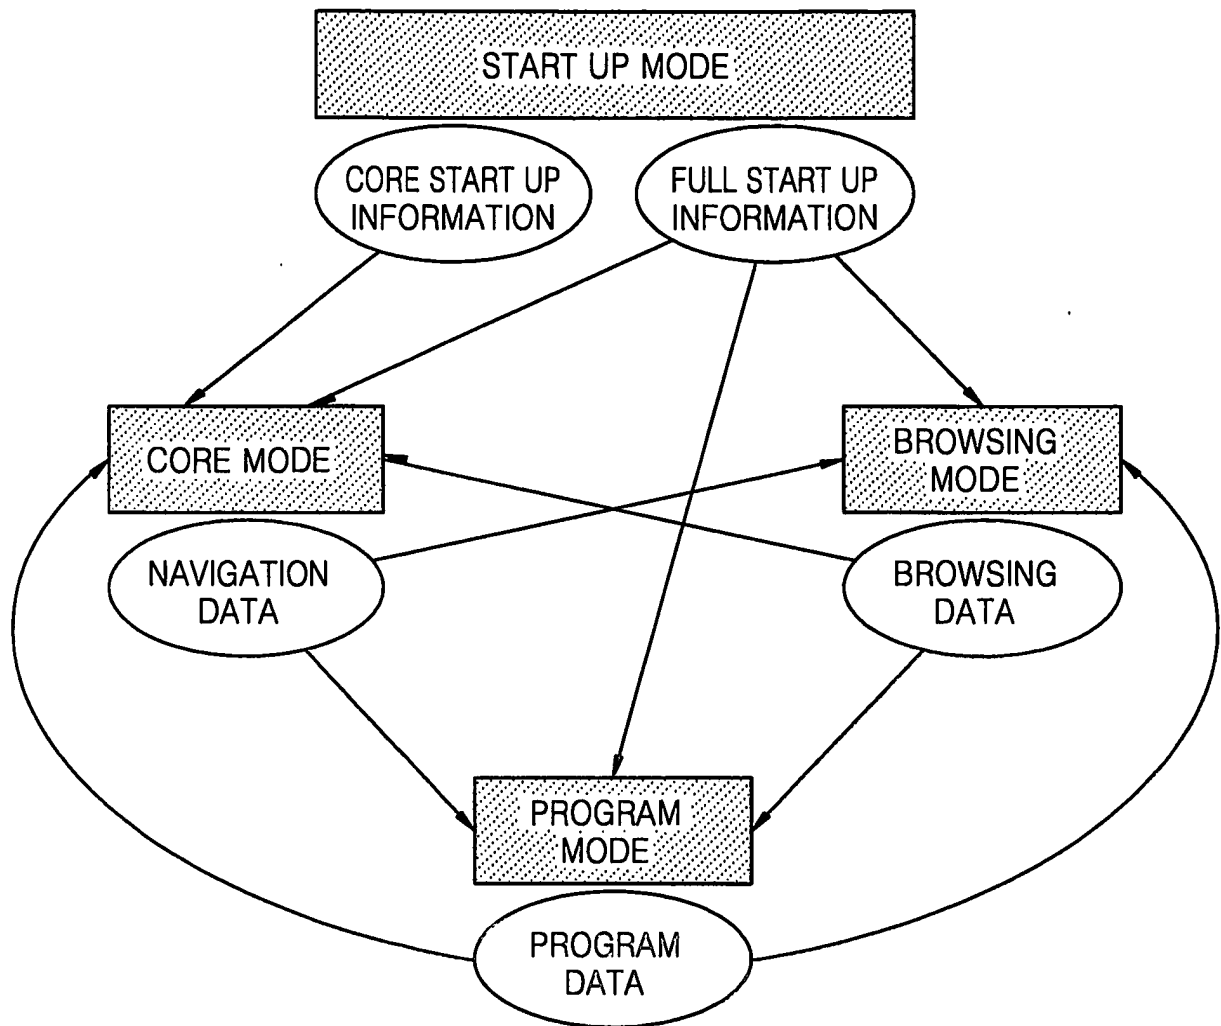 START UP MODE
CORE START UP
INFORMATION
FULL START UP
INFORMATION
CORE MODE
BROWSING
MODE
NAVIGATION
DATA
BROWSING
DATA
PROGRAM
MODE
PROGRAM
DATA